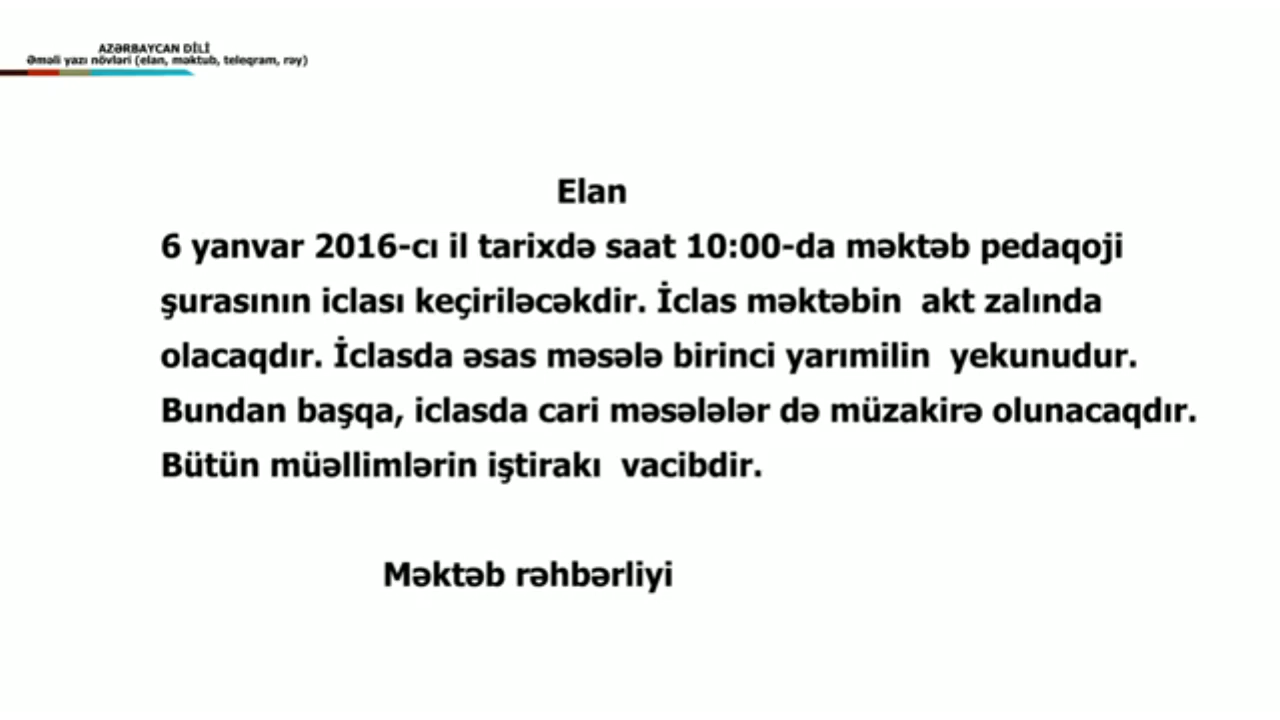 AZƏRBAYCAN DİLİ
Əməli yazı növləri (elan, məktub, teleqram, rəy)
Elan
6 yanvar 2016-cı il tarixdə saat 10:00-da məktəb pedaqoji
şurasının iclası keçiriləcəkdir. İclas məktəbin akt zalında
olacaqdır. İclasda əsas məsələ birinci yarımilin yekunudur.
Bundan başqa, iclasda cari məsələlər də müzakirə olunacaqdır.
Bütün müəllimlərin iştirakı vacibdir.
Məktəb rəhbərliyi